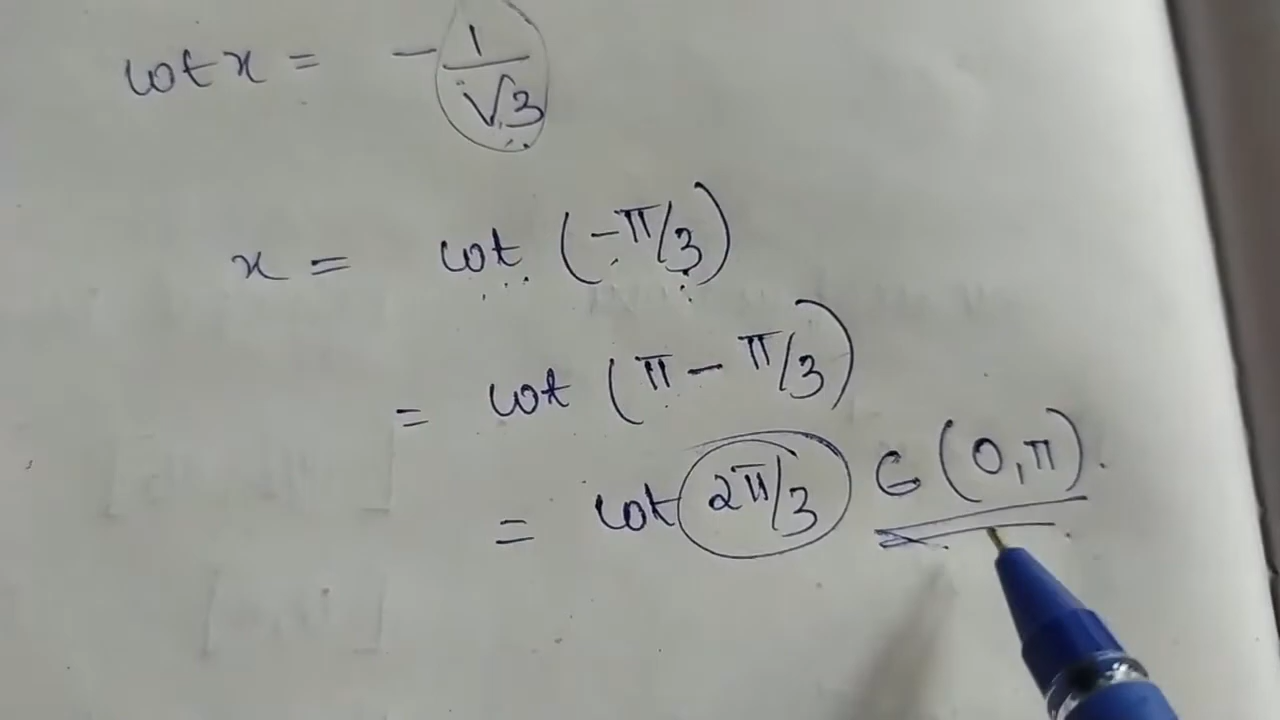 cot x = - 1/√3
x = cot (-π/3)
= cot (π - π/3)
= cot 2π/3 ∈ (0, π).